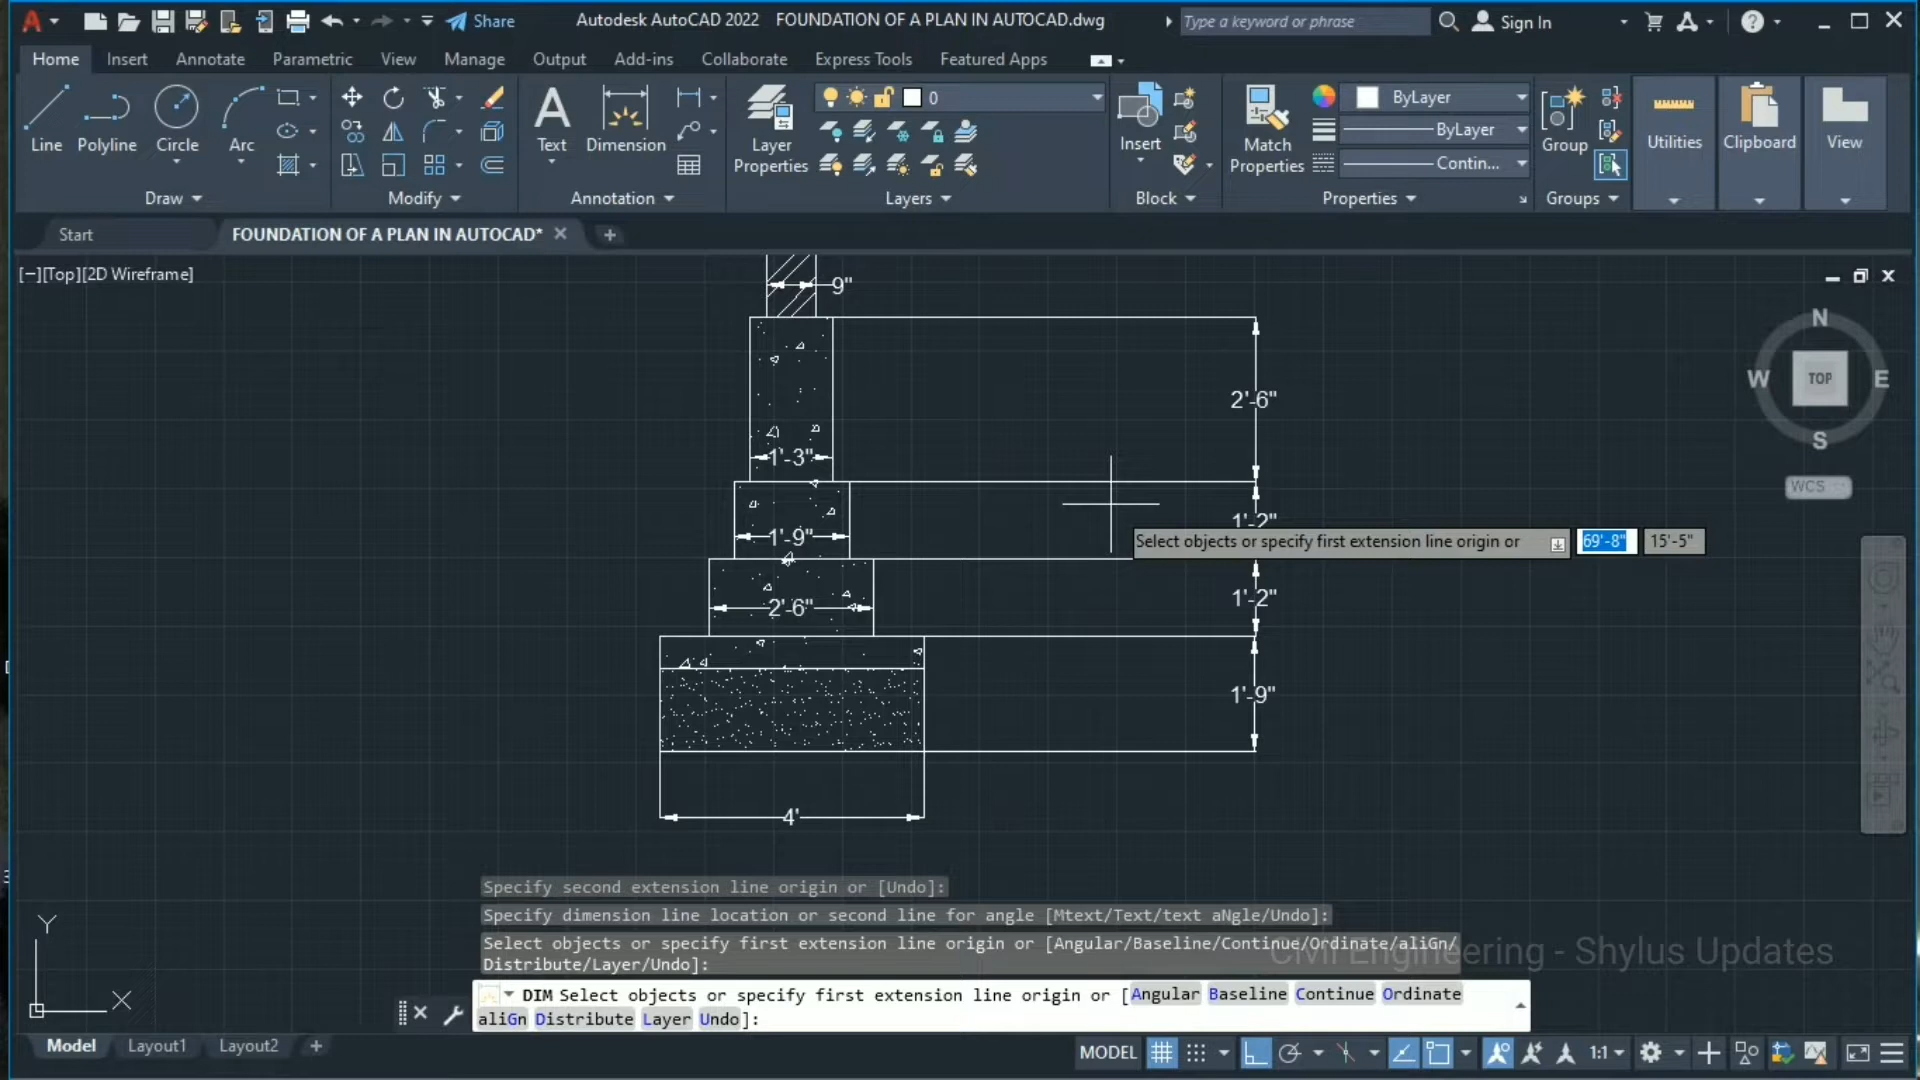 Share
Autodesk AutoCAD 2022 FOUNDATION OF A PLAN IN AUTOCAD.dwg
Type a keyword or phrase
Sign In
Home Insert Annotate Parametric View Manage Output Add-ins Collaborate Express Tools Featured Apps
Line Polyline Circle Arc
Text Dimension
Layer Properties
0
Insert
Match Properties
ByLayer
ByLayer
Contin...
Group
Utilities
Clipboard
View
Draw Modify Annotation Layers Block Properties Groups
Start FOUNDATION OF A PLAN IN AUTOCAD*
[−][Top][2D Wireframe]
9"
N
W TOP E
S
WCS
2'-6"
1'-3"
1'-2"
1'-9"
Select objects or specify first extension line origin or 69'-8" 15'-5"
1'-2"
2'-6"
1'-9"
4'
Specify second extension line origin or [Undo]:
Specify dimension line location or second line for angle [Mtext/Text/text aNgle/Undo]:
Select objects or specify first extension line origin or [Angular/Baseline/Continue/Ordinate/aliGn/
Distribute/Layer/Undo]:
Civil Engineering - Shylus Updates
DIM Select objects or specify first extension line origin or [Angular Baseline Continue Ordinate
aliGn Distribute Layer Undo]:
Y
X
Model Layout1 Layout2
MODEL
1:1